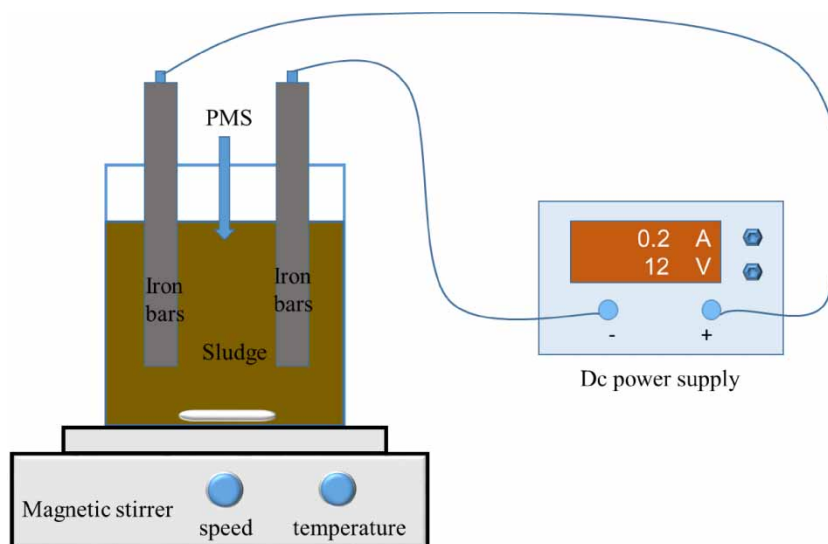 PMS
0.2 A
12 V
Iron
bars
Iron
bars
Sludge
- +
Dc power supply
Magnetic stirrer
speed
temperature